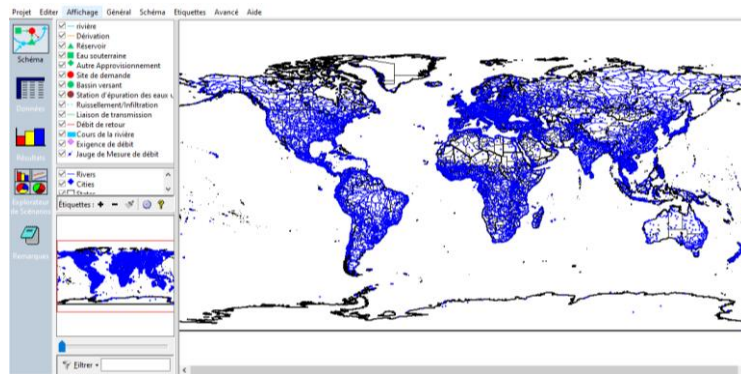 Projet Editer Affichage Général Schéma Etiquettes Avancé Aide
Schéma
Données
Résultats
Explorateur
de Scénarios
Remarques
rivière
Dérivation
Réservoir
Eau souterraine
Autre Approvisionnement
Site de demande
Bassin versant
Station d'épuration des eaux u
Ruissellement/Infiltration
Liaison de transmission
Débit de retour
Cours de la rivière
Exigence de débit
Jauge de Mesure de débit
Rivers
Cities
States
Étiquettes : + −
Filtrer